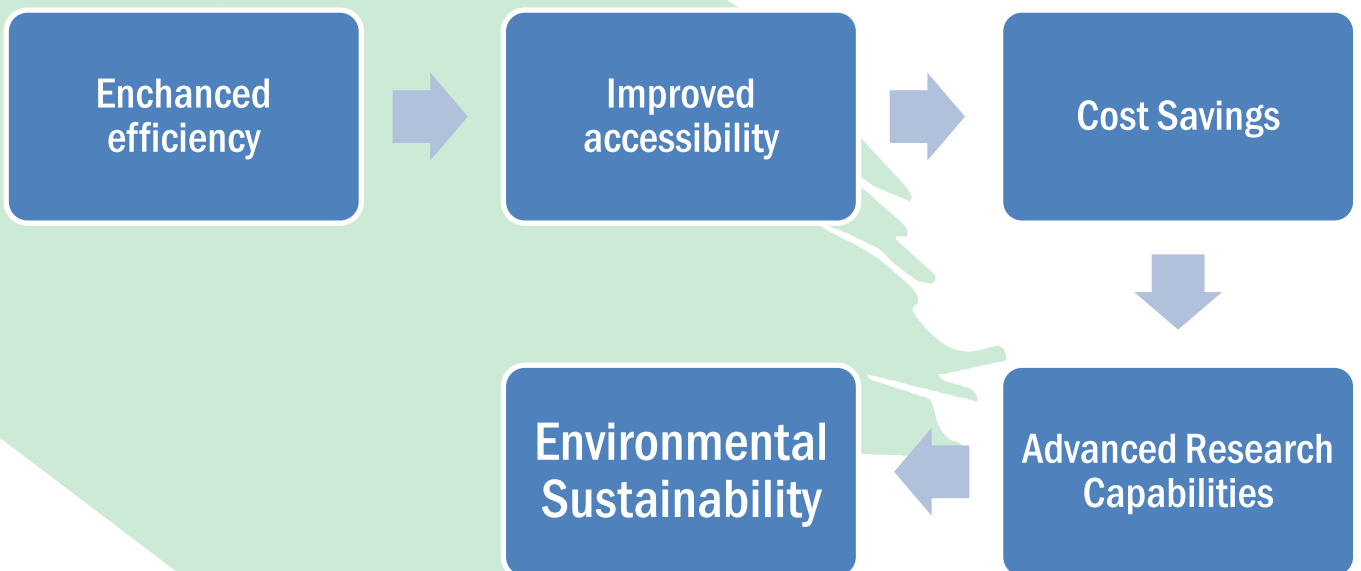 Enchanced
efficiency
Improved
accessibility
Cost Savings
Advanced Research
Capabilities
Environmental
Sustainability